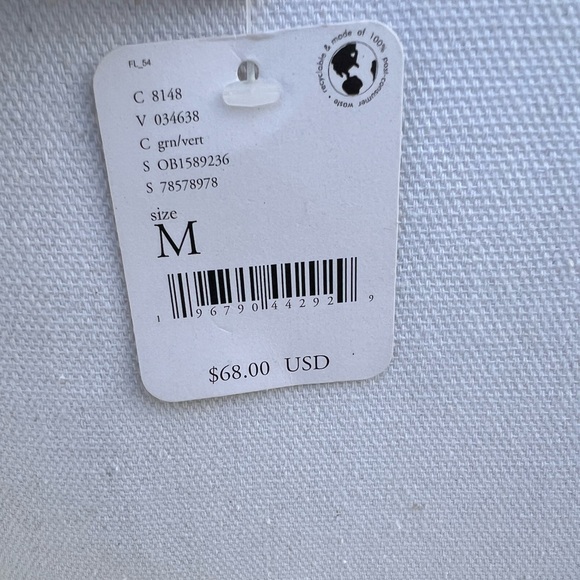 FL_54
recyclable & made of 100% post-consumer waste •
C 8148
V 034638
C grn/vert
S OB1589236
S 78578978
size
M
1 96790 44292 9
$68.00 USD